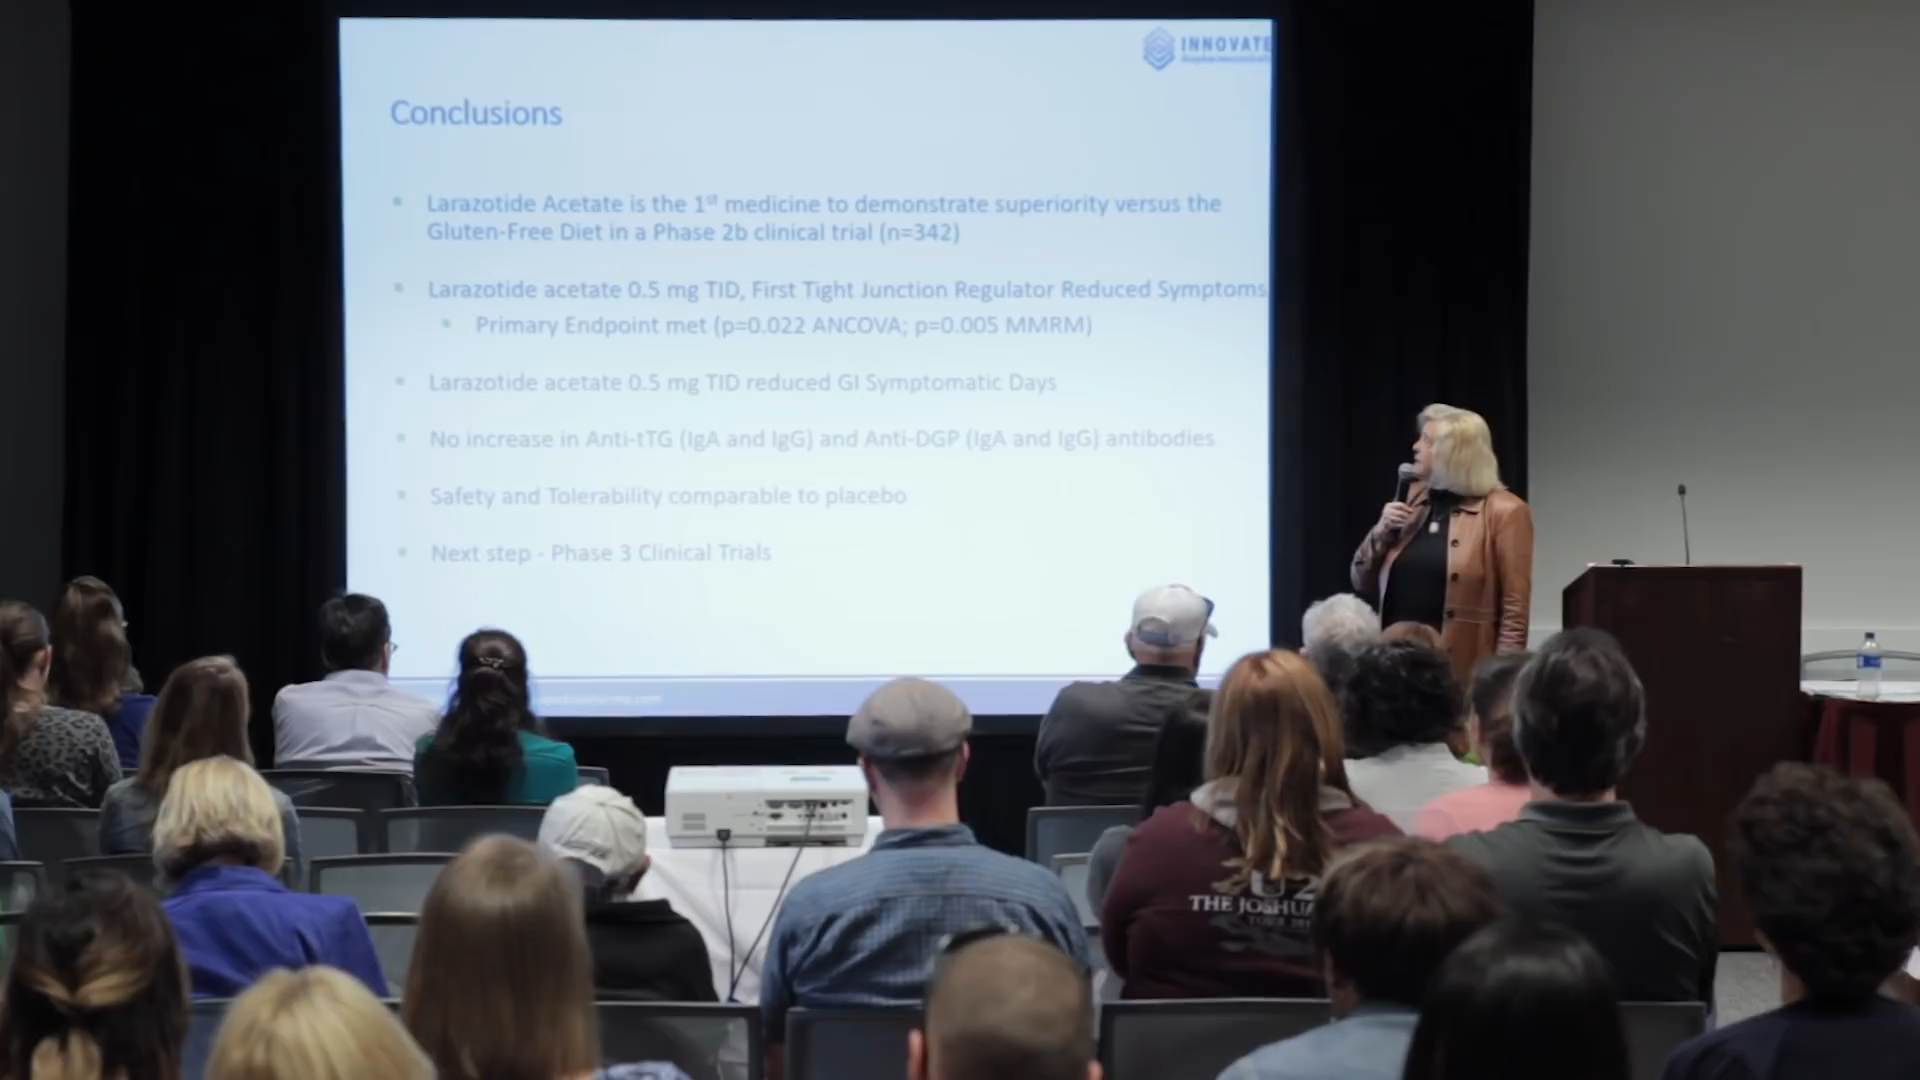 INNOVATE
Conclusions
Larazotide Acetate is the 1st medicine to demonstrate superiority versus the
Gluten-Free Diet in a Phase 2b clinical trial (n=342)
Larazotide acetate 0.5 mg TID, First Tight Junction Regulator Reduced Symptoms
Primary Endpoint met (p=0.022 ANCOVA; p=0.005 MMRM)
Larazotide acetate 0.5 mg TID reduced GI Symptomatic Days
No increase in Anti-tTG (IgA and IgG) and Anti-DGP (IgA and IgG) antibodies
Safety and Tolerability comparable to placebo
Next step - Phase 3 Clinical Trials
U2
THE JOSHUA
TOUR